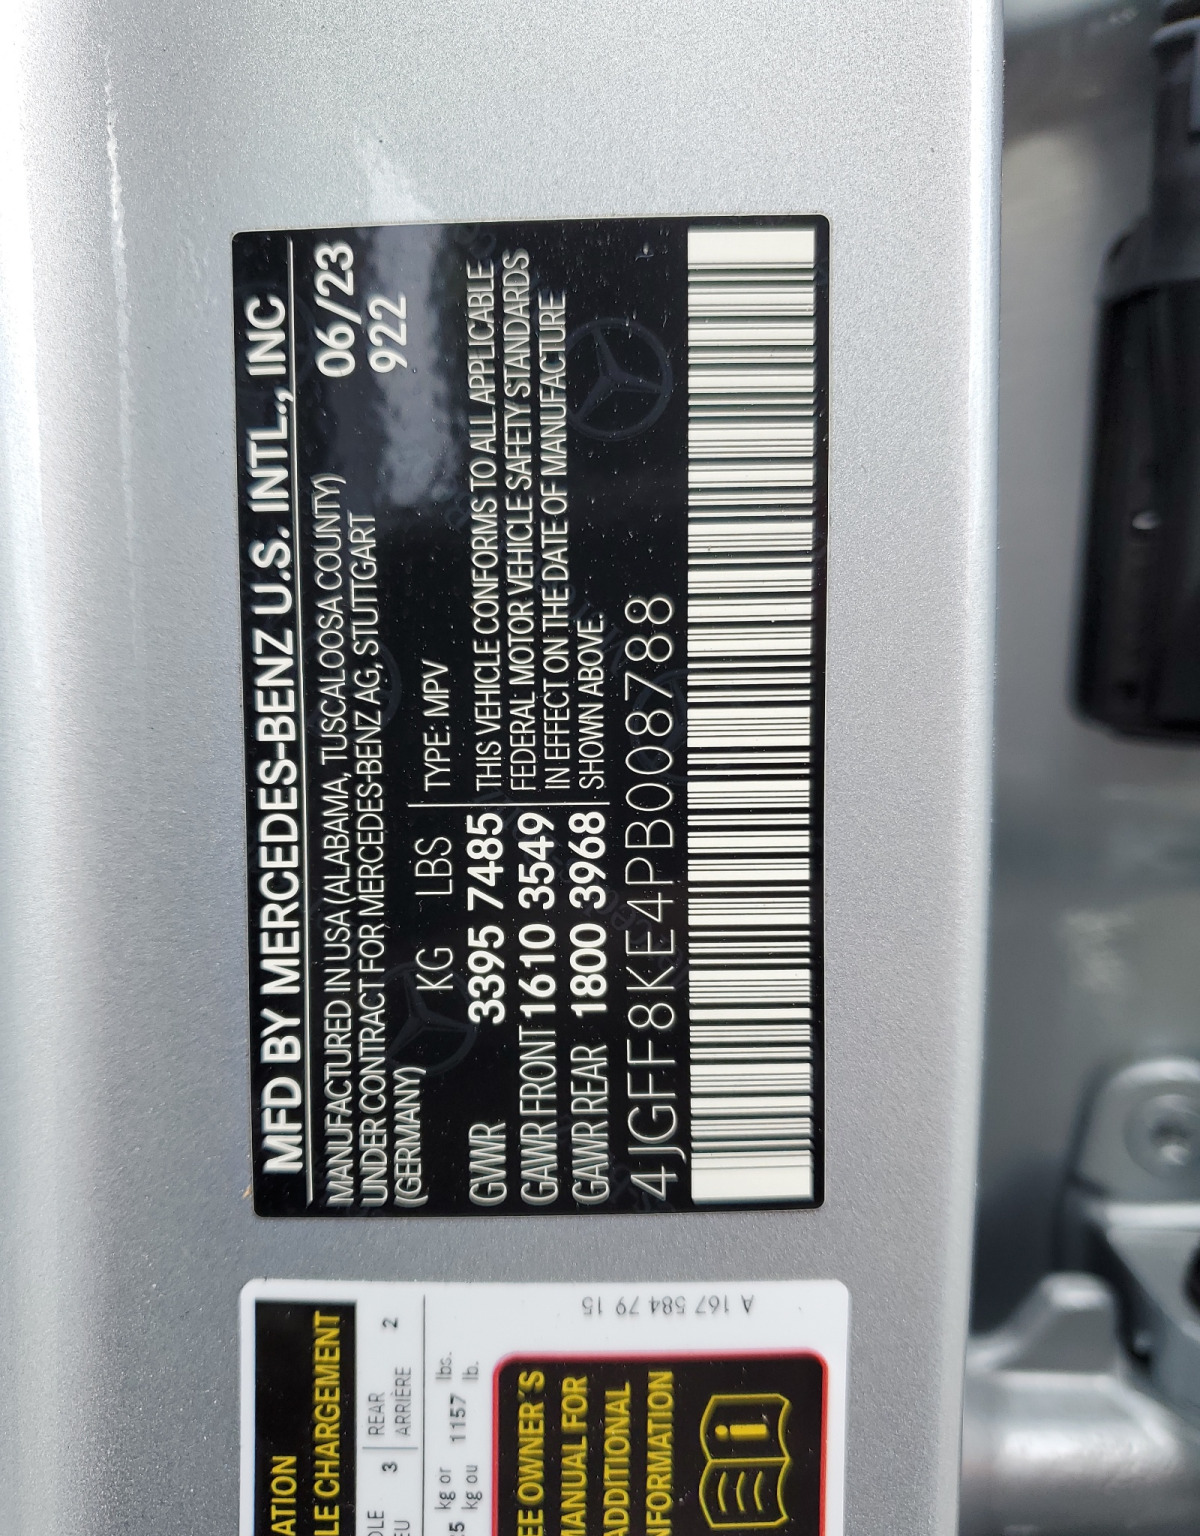 MFD BY MERCEDES-BENZ U.S. INTL., INC
MANUFACTURED IN USA (ALABAMA, TUSCALOOSA COUNTY) 06/23
UNDER CONTRACT FOR MERCEDES-BENZ AG, STUTTGART 922
(GERMANY)
KG LBS TYPE: MPV
GVWR 3395 7485 THIS VEHICLE CONFORMS TO ALL APPLICABLE
FEDERAL MOTOR VEHICLE SAFETY STANDARDS
GAWR FRONT 1610 3549 IN EFFECT ON THE DATE OF MANUFACTURE
GAWR REAR 1800 3968 SHOWN ABOVE.
4JGFF8KE4PB008788
LE CHARGEMENT
3 REAR 2
ARRIÈRE
kg or 1157 lbs.
kg ou lb.
OWNER'S
MANUAL FOR
ADDITIONAL
A 167 584 79 15